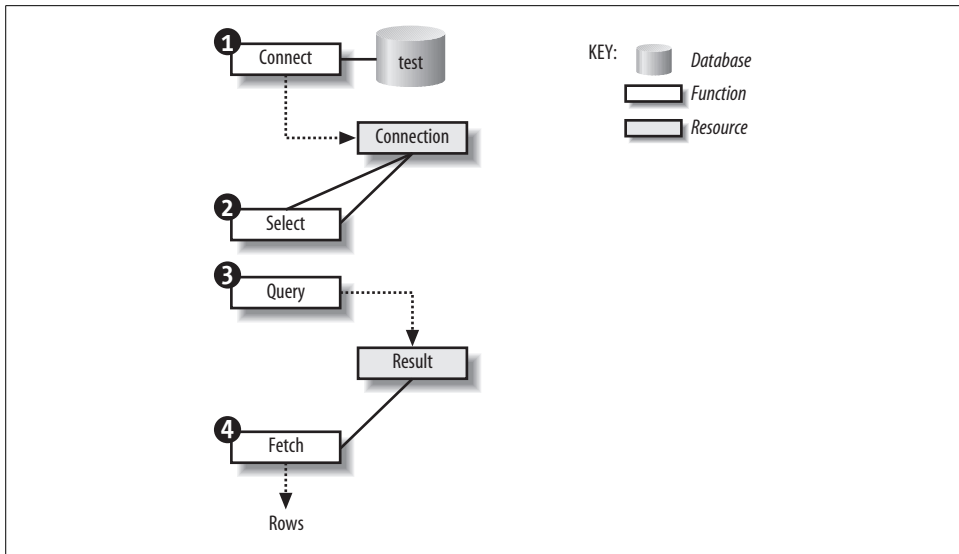 1
Connect
test
Connection
2
Select
3
Query
Result
4
Fetch
Rows
KEY:
Database
Function
Resource